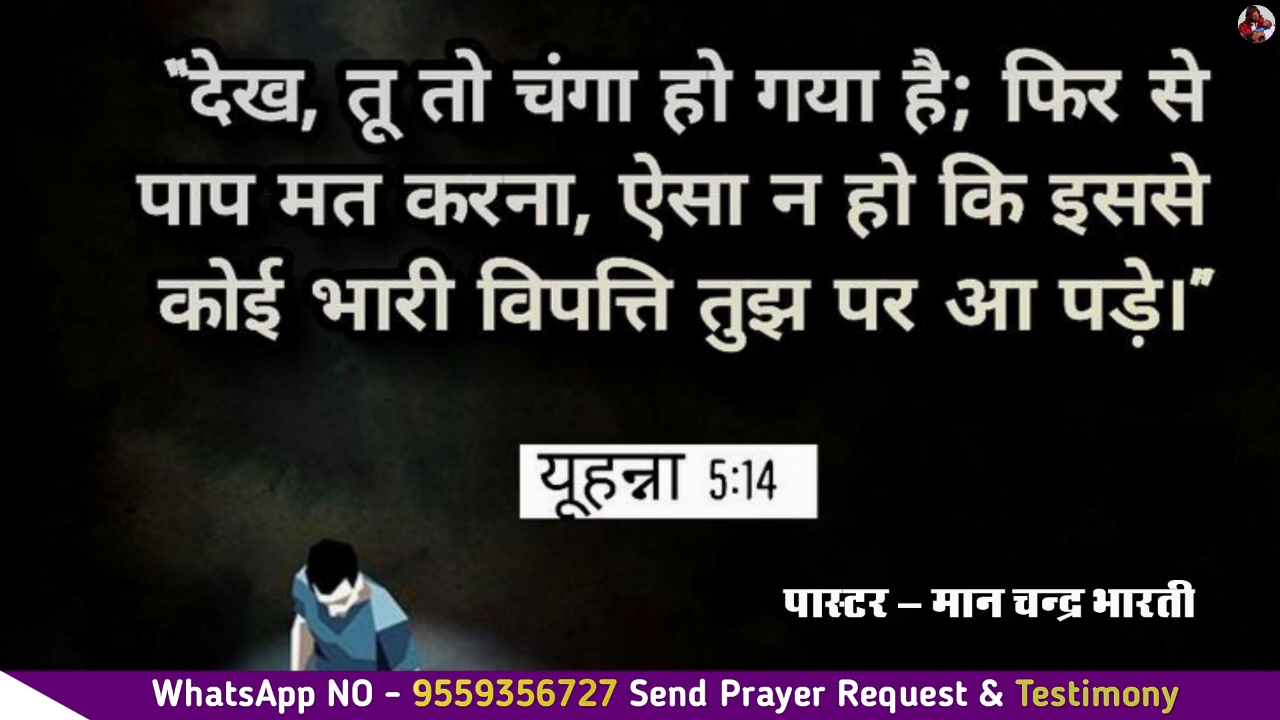 "देख, तू तो चंगा हो गया है; फिर से
पाप मत करना, ऐसा न हो कि इससे
कोई भारी विपत्ति तुझ पर आ पड़े।"
यूहन्ना 5:14
पास्टर – मान चन्द्र भारती
WhatsApp NO - 9559356727 Send Prayer Request & Testimony